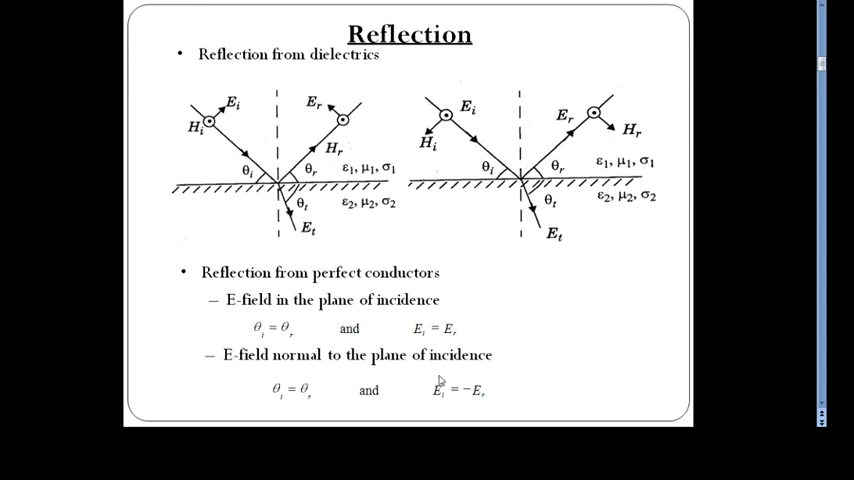 Reflection
• Reflection from dielectrics
Ei
Er
Hi
Hr
θi
θr
ε1, μ1, σ1
θt
ε2, μ2, σ2
Et
Ei
Er
Hi
Hr
θi
θr
ε1, μ1, σ1
θt
ε2, μ2, σ2
Et
• Reflection from perfect conductors
– E-field in the plane of incidence
θi = θr and Ei = Er
– E-field normal to the plane of incidence
θi = θr and Ei = −Er